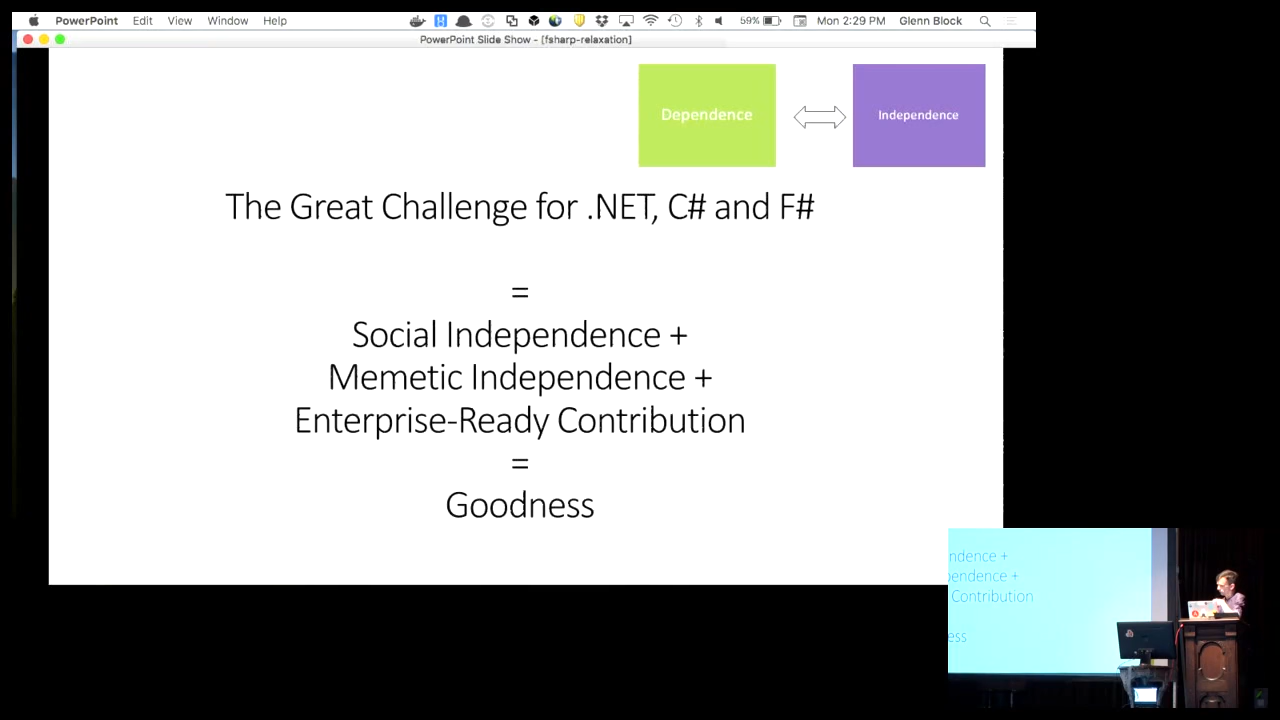 PowerPoint Edit View Window Help 59% Mon 2:29 PM Glenn Block
PowerPoint Slide Show - [fsharp-relaxation]
Dependence
Independence
The Great Challenge for .NET, C# and F#
=
Social Independence +
Memetic Independence +
Enterprise-Ready Contribution
=
Goodness
ndence +
pendence +
Contribution
ess